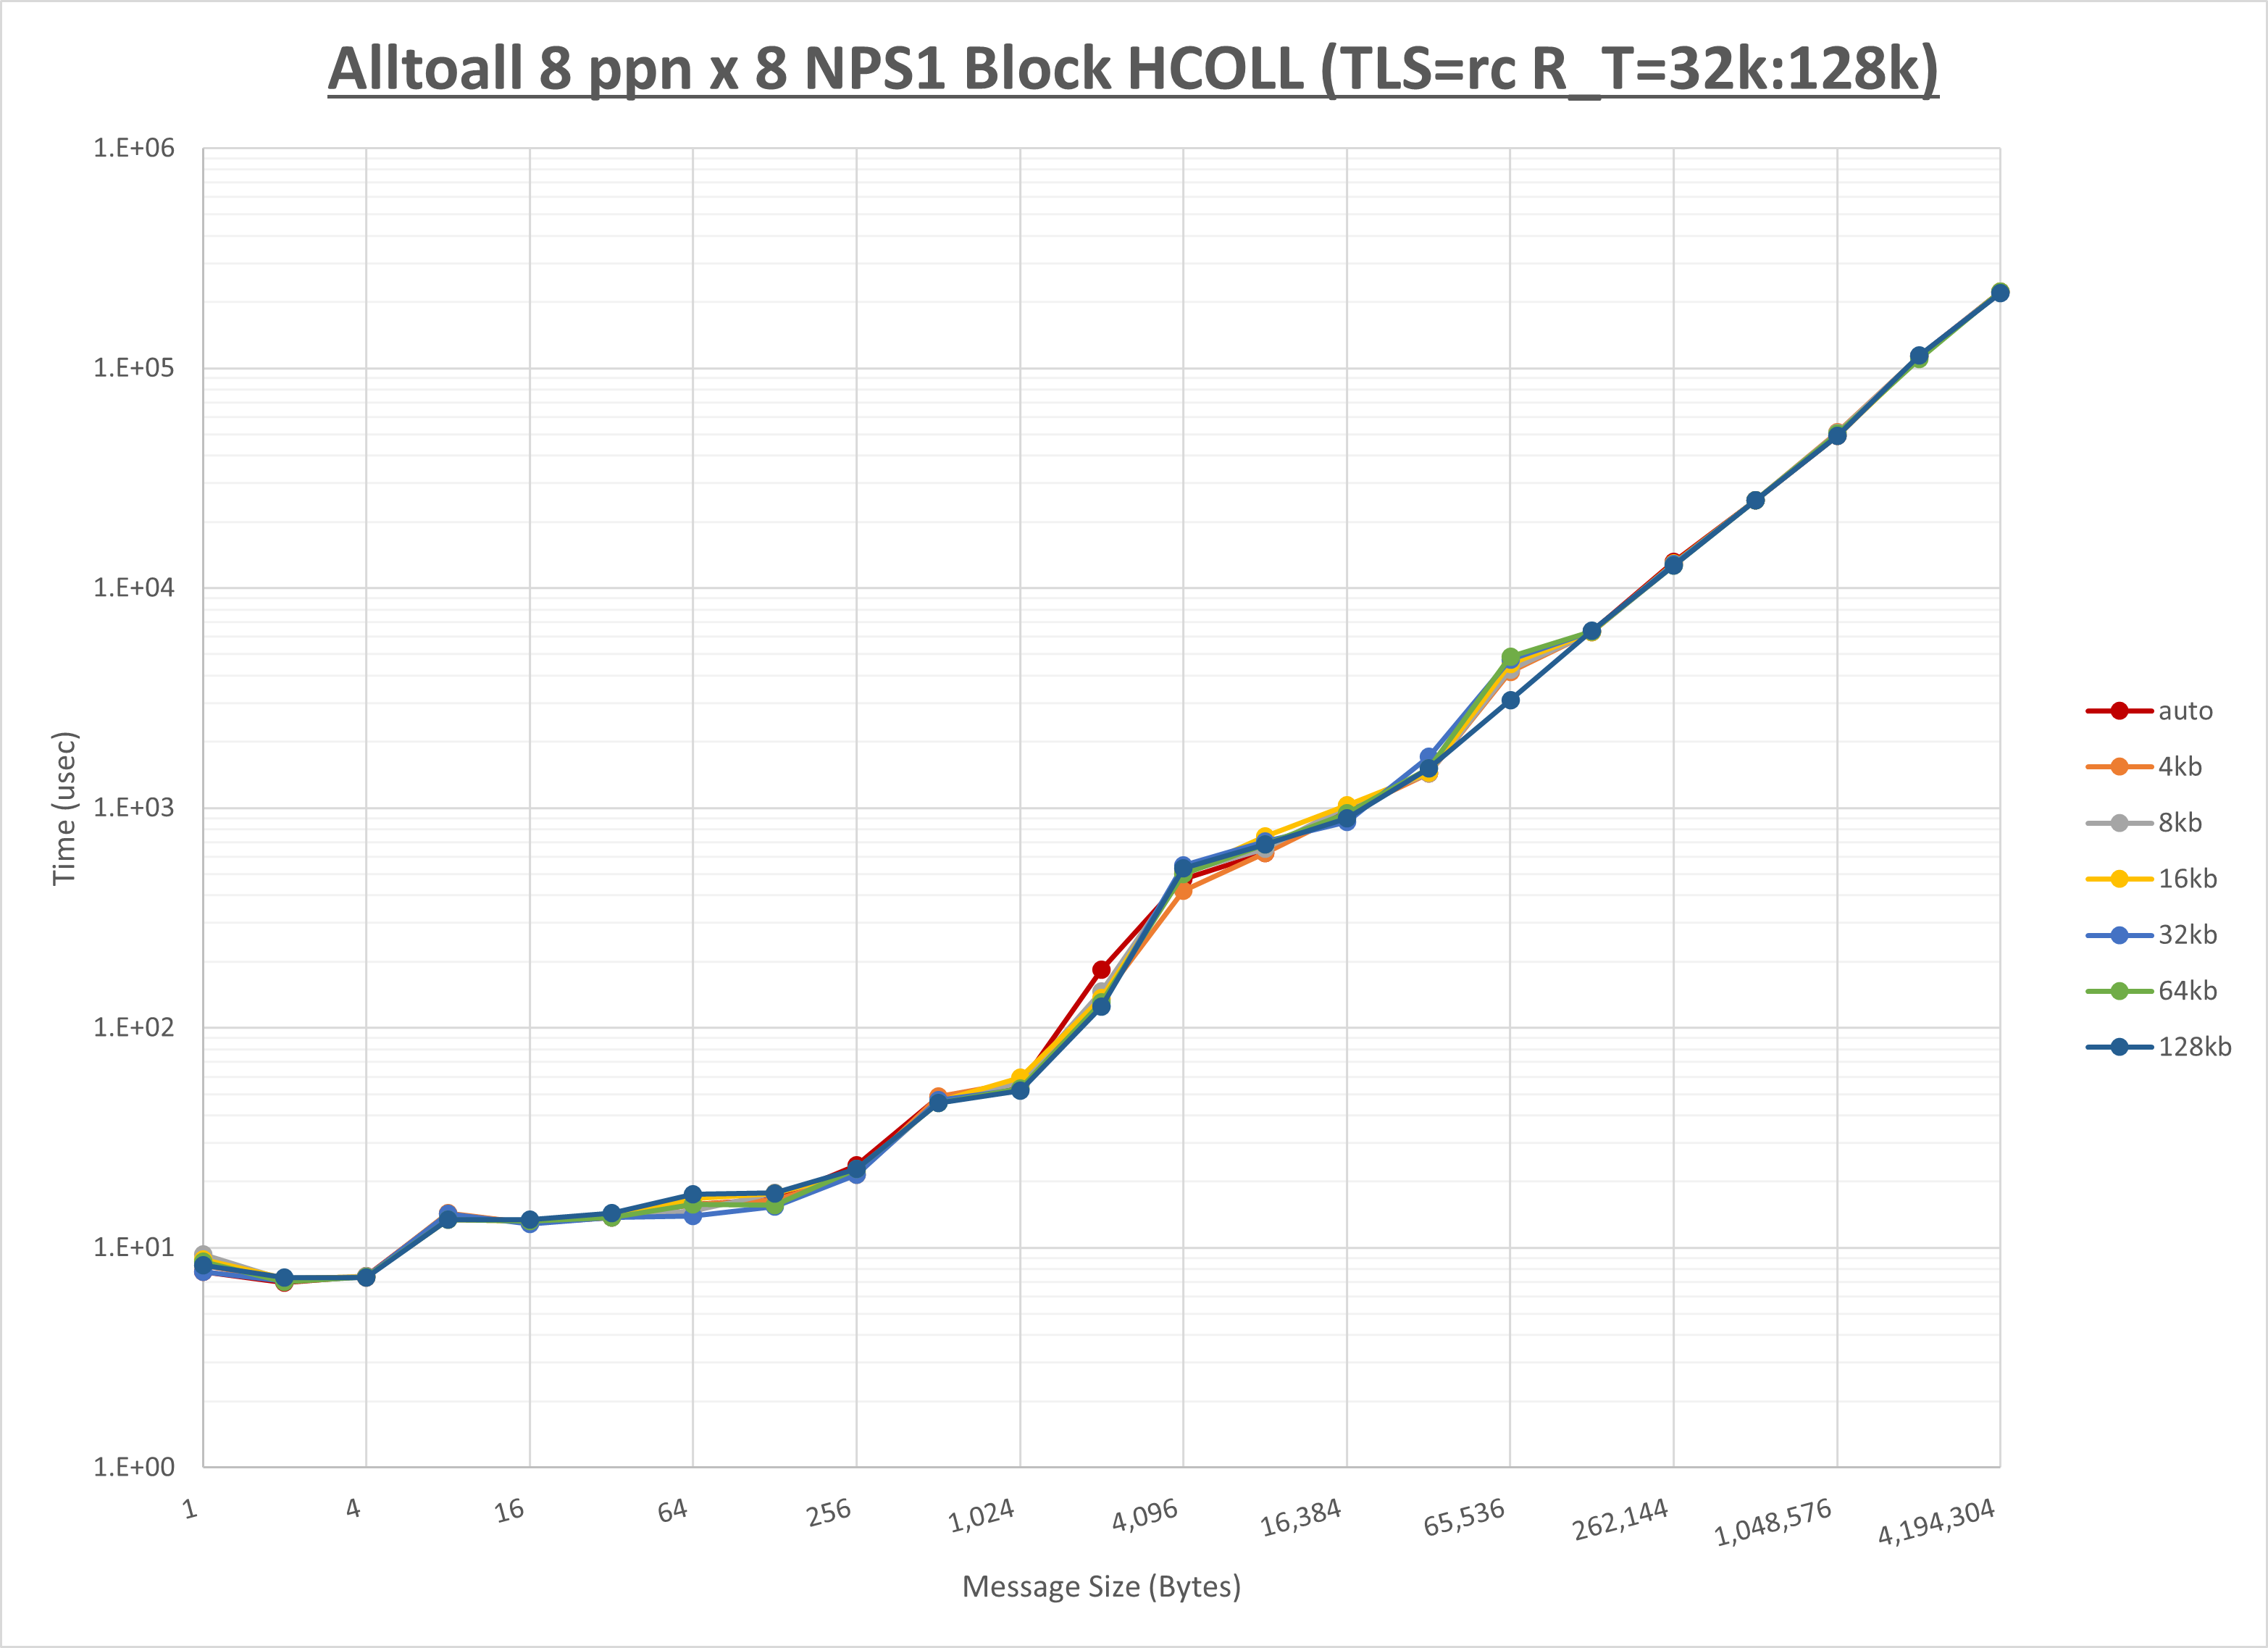 Alltoall 8 ppn x 8 NPS1 Block HCOLL (TLS=rc R_T=32k:128k)
1.E+06
1.E+05
1.E+04
1.E+03
1.E+02
1.E+01
1.E+00
Time (usec)
1
4
16
64
256
1,024
4,096
16,384
65,536
262,144
1,048,576
4,194,304
Message Size (Bytes)
auto
4kb
8kb
16kb
32kb
64kb
128kb